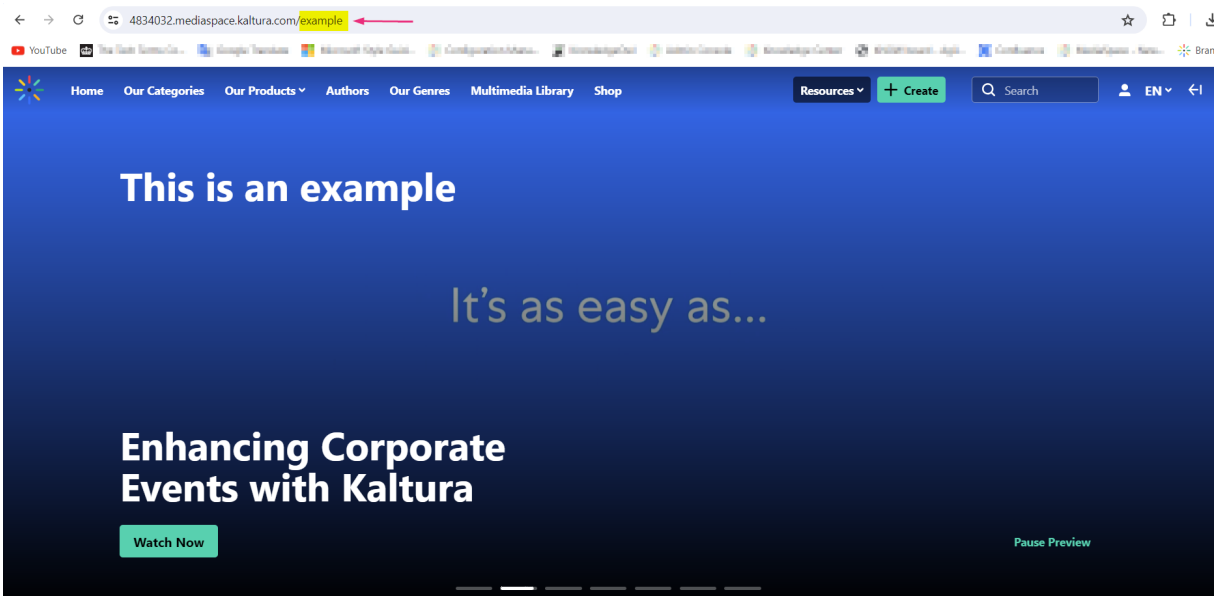 4834032.mediaspace.kaltura.com/example
YouTube
Bran
Home Our Categories Our Products Authors Our Genres Multimedia Library Shop Resources + Create Search EN
This is an example
It's as easy as...
Enhancing Corporate
Events with Kaltura
Watch Now
Pause Preview